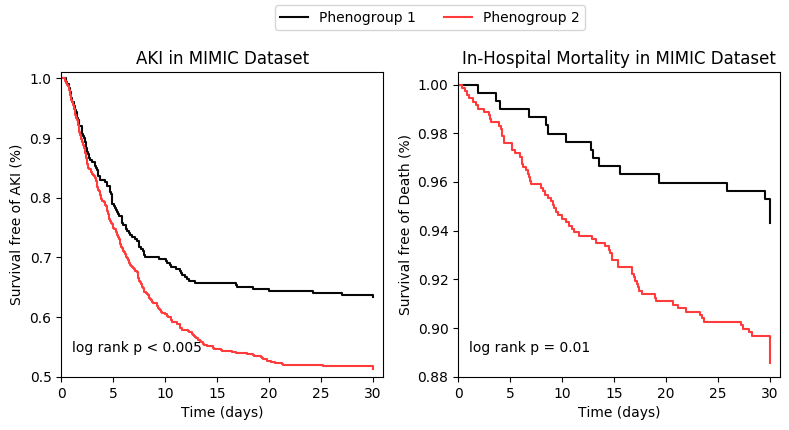 Phenogroup 1 Phenogroup 2
AKI in MIMIC Dataset
Survival free of AKI (%)
1.0
0.9
0.8
0.7
0.6
0.5
log rank p < 0.005
0 5 10 15 20 25 30
Time (days)
In-Hospital Mortality in MIMIC Dataset
Survival free of Death (%)
1.00
0.98
0.96
0.94
0.92
0.90
0.88
log rank p = 0.01
0 5 10 15 20 25 30
Time (days)